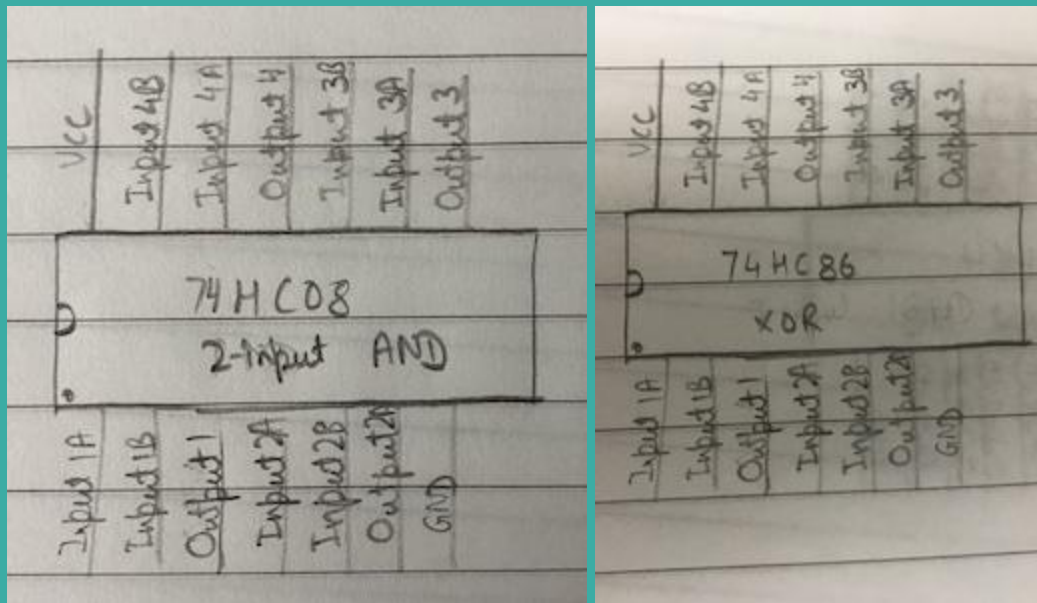 VCC
Input 4B
Input 4A
Output 4
Input 3B
Input 3A
Output 3
74HC08
2-input AND
Input 1A
Input 1B
Output 1
Input 2A
Input 2B
Output 2
GND
VCC
Input 4B
Input 4A
Output 4
Input 3B
Input 3A
Output 3
74HC86
XOR
Input 1A
Input 1B
Output 1
Input 2A
Input 2B
Output 2
GND